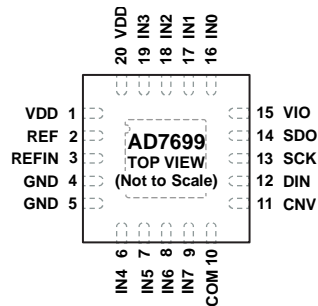 20 VDD
19 IN3
18 IN2
17 IN1
16 IN0
VDD 1
REF 2
REFIN 3
GND 4
GND 5
AD7699
TOP VIEW
(Not to Scale)
15 VIO
14 SDO
13 SCK
12 DIN
11 CNV
IN4 6
IN5 7
IN6 8
IN7 9
COM 10